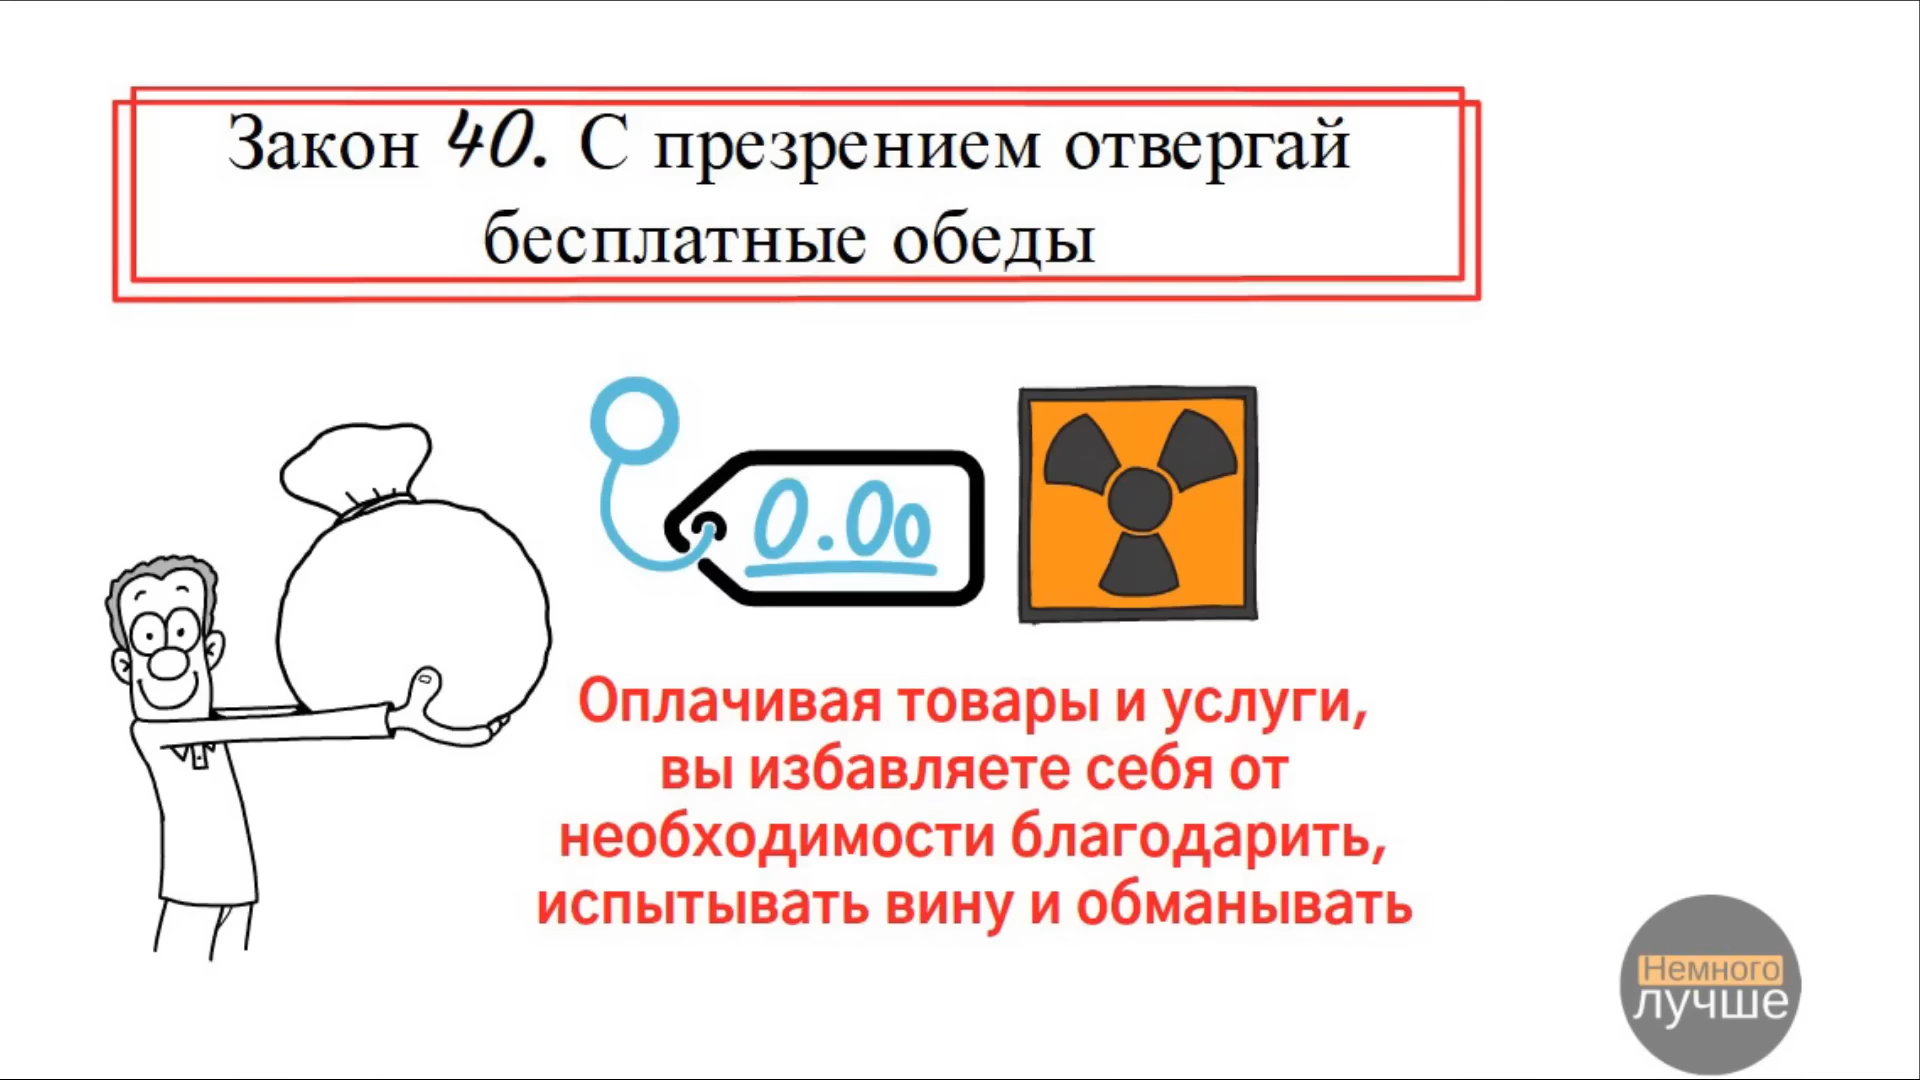 Закон 40. С презрением отвергай
бесплатные обеды
0.00
Оплачивая товары и услуги,
вы избавляете себя от
необходимости благодарить,
испытывать вину и обманывать
Немного
лучше